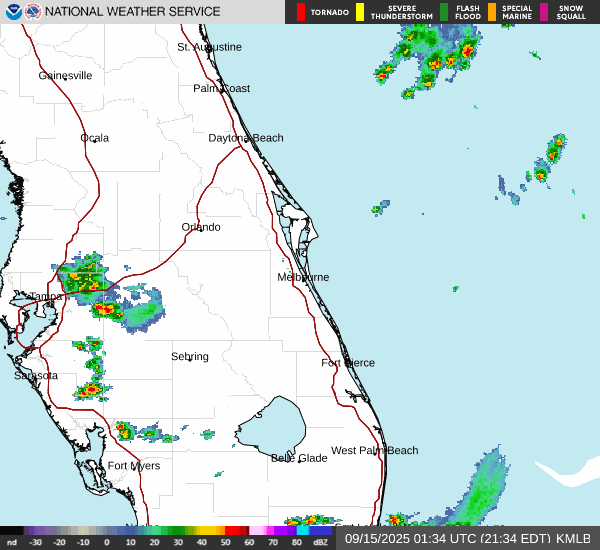 NATIONAL WEATHER SERVICE
TORNADO
SEVERE THUNDERSTORM
FLASH FLOOD
SPECIAL MARINE
SNOW SQUALL
St. Augustine
Gainesville
Palm Coast
Ocala
Daytona Beach
Orlando
Melbourne
Tampa
Sebring
Fort Pierce
Sarasota
West Palm Beach
Belle Glade
Fort Myers
nd -30 -20 -10 0 10 20 30 40 50 60 70 80 dBZ
09/15/2025 01:34 UTC (21:34 EDT) KMLB